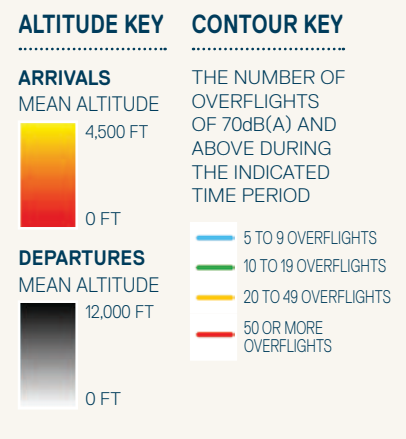 ALTITUDE KEY
ARRIVALS
MEAN ALTITUDE
4,500 FT
0 FT
DEPARTURES
MEAN ALTITUDE
12,000 FT
0 FT
CONTOUR KEY
THE NUMBER OF
OVERFLIGHTS
OF 70dB(A) AND
ABOVE DURING
THE INDICATED
TIME PERIOD
5 TO 9 OVERFLIGHTS
10 TO 19 OVERFLIGHTS
20 TO 49 OVERFLIGHTS
50 OR MORE
OVERFLIGHTS